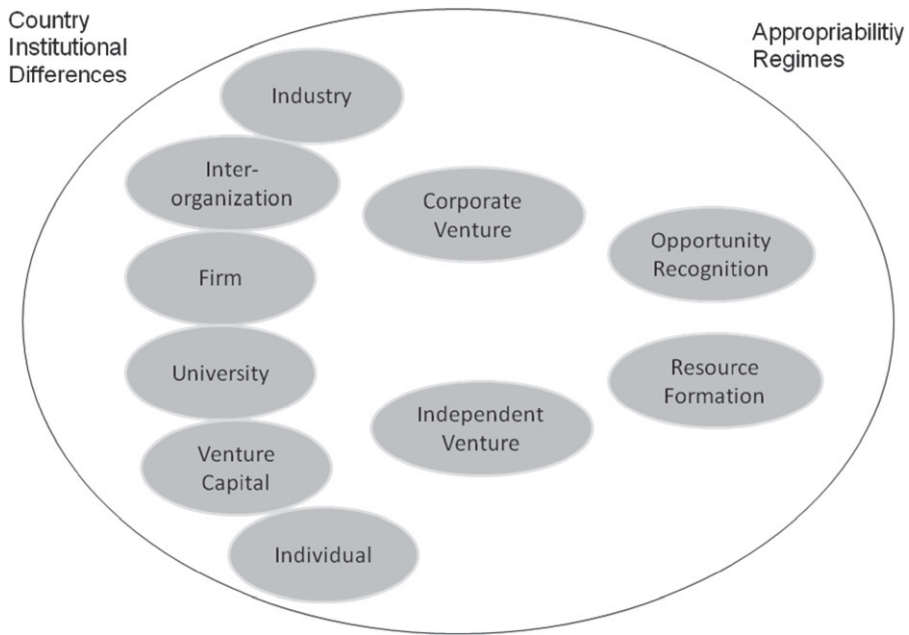 Country
Institutional
Differences
Appropriabilitiy
Regimes
Industry
Inter-
organization
Firm
University
Venture
Capital
Individual
Corporate
Venture
Independent
Venture
Opportunity
Recognition
Resource
Formation